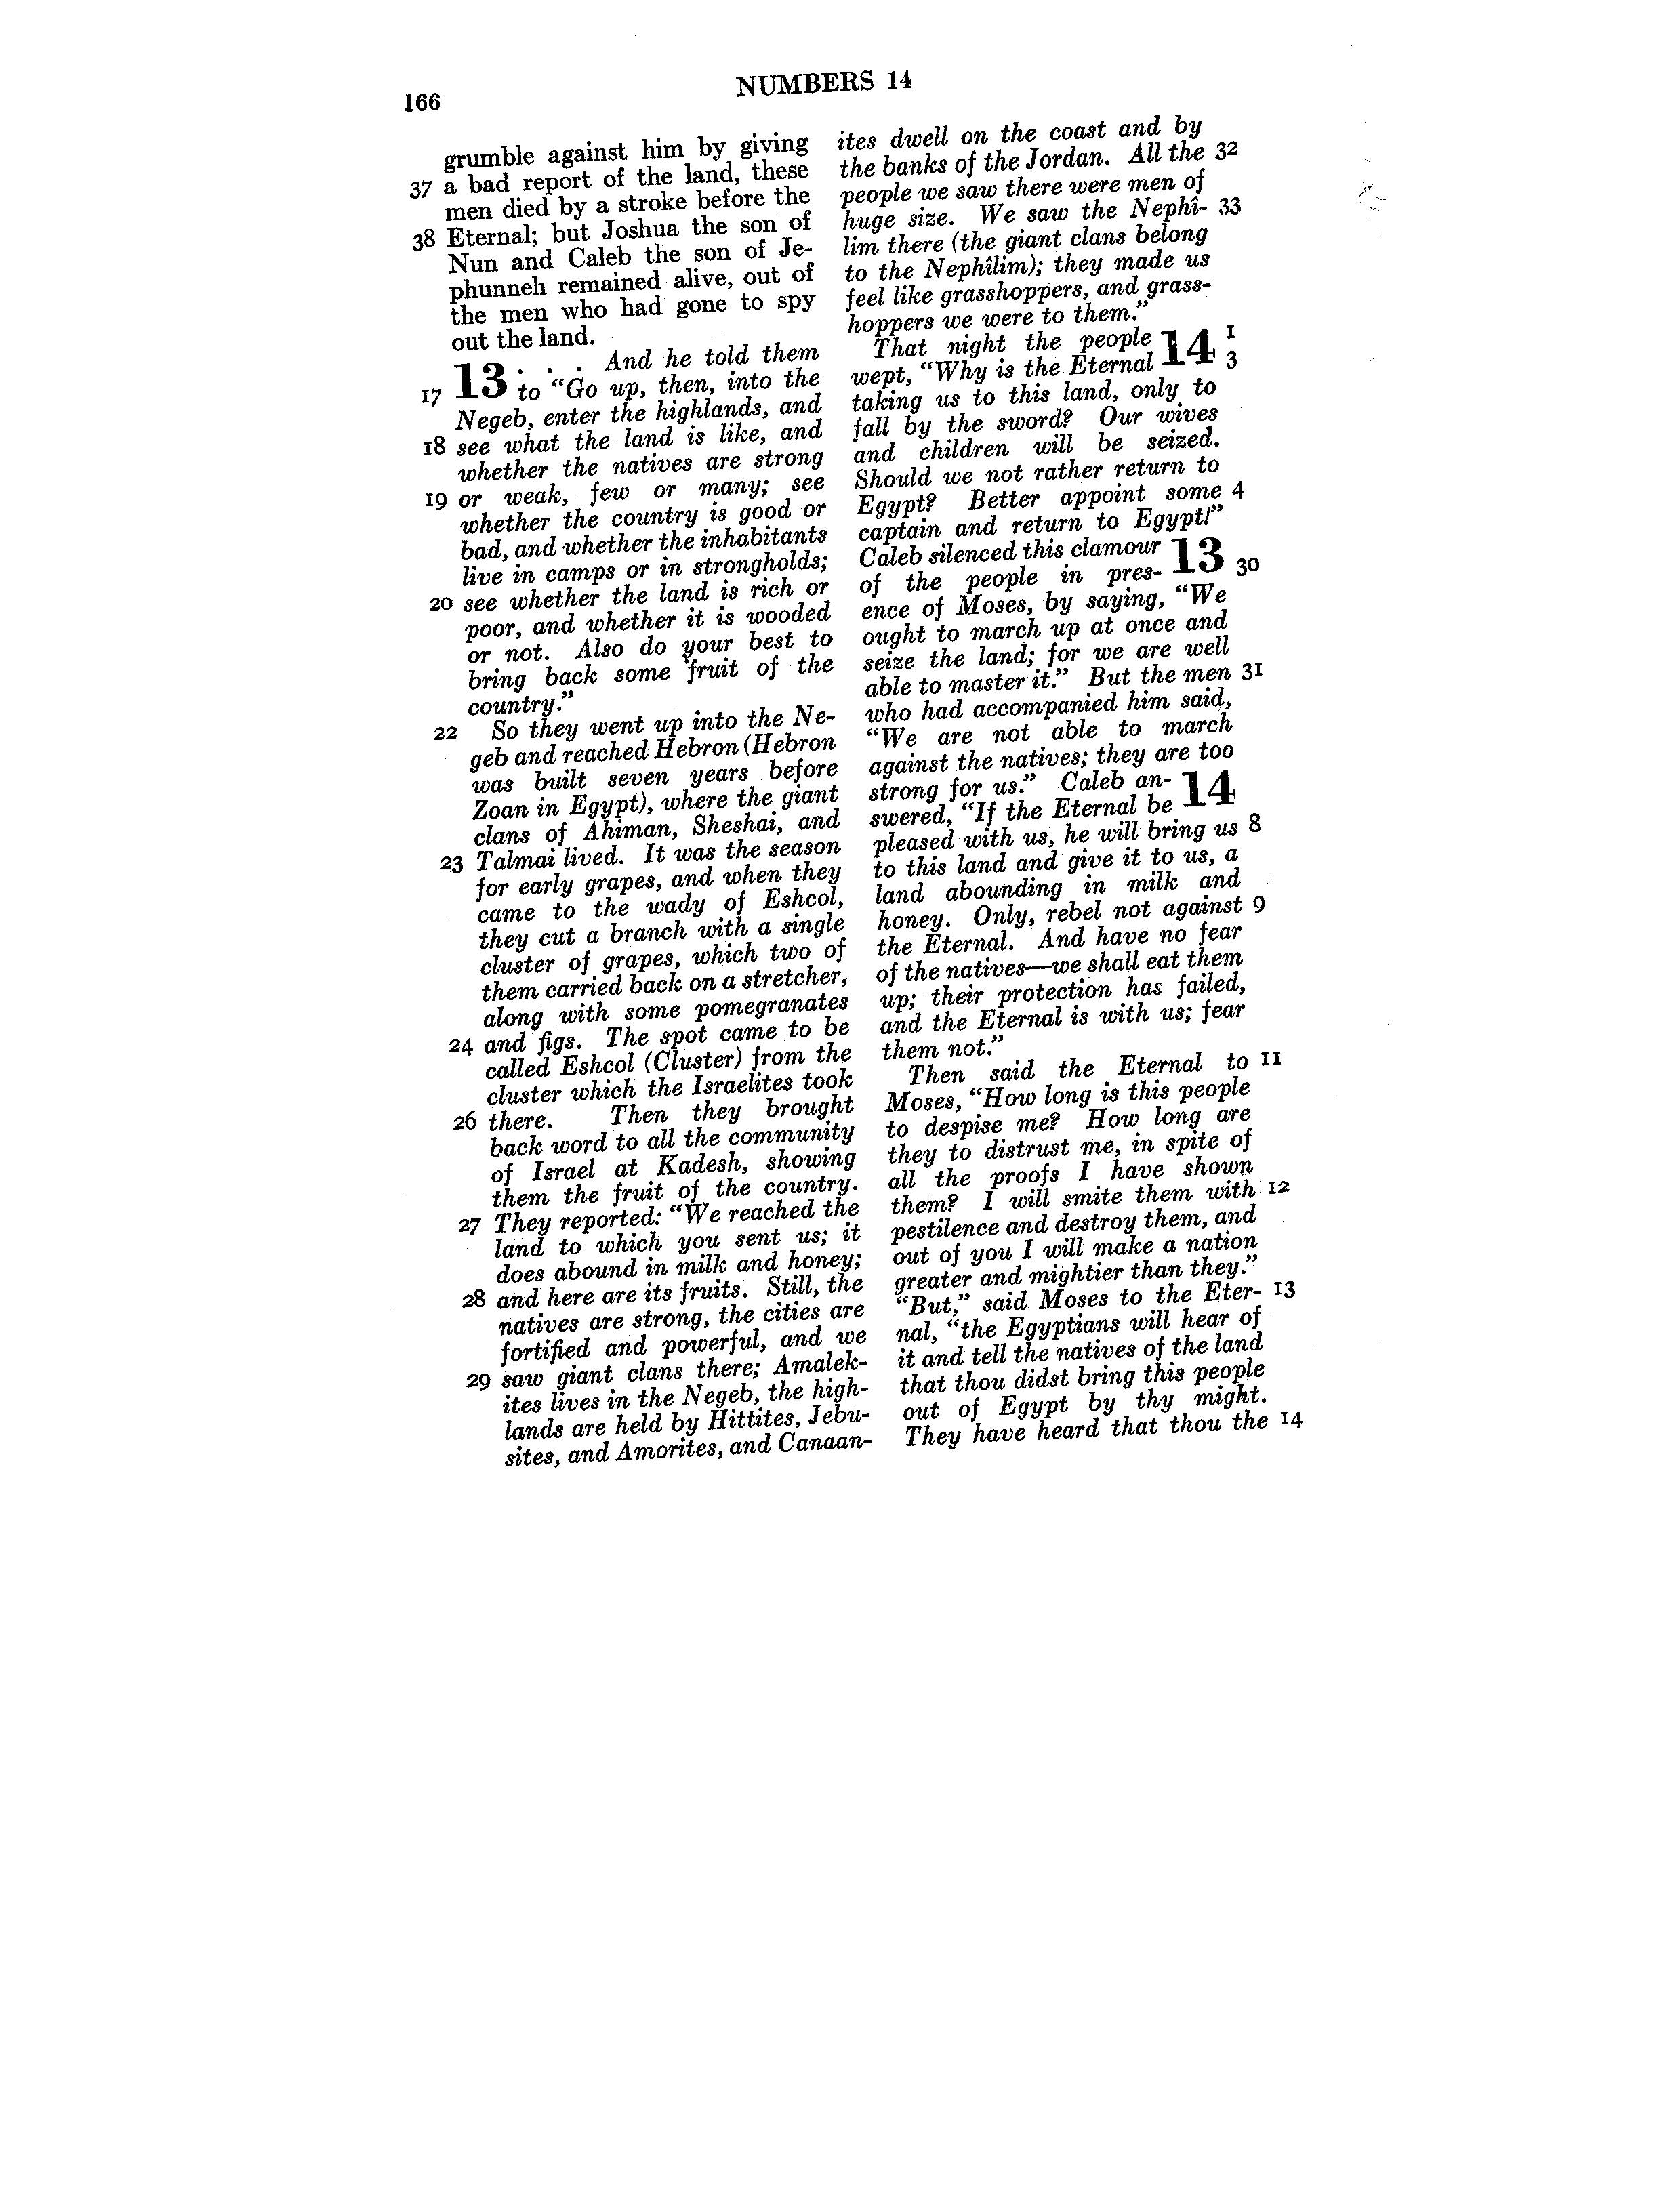 166
NUMBERS 14
grumble against him by giving
37 a bad report of the land, these
men died by a stroke before the
38 Eternal; but Joshua the son of
Nun and Caleb the son of Je-
phunneh remained alive, out of
the men who had gone to spy
out the land.
13 . . . And he told them
17 to “Go up, then, into the
Negeb, enter the highlands, and
18 see what the land is like, and
whether the natives are strong
19 or weak, few or many; see
whether the country is good or
bad, and whether the inhabitants
live in camps or in strongholds;
20 see whether the land is rich or
poor, and whether it is wooded
or not. Also do your best to
bring back some fruit of the
country.”
22 So they went up into the Ne-
geb and reached Hebron (Hebron
was built seven years before
Zoan in Egypt), where the giant
clans of Ahiman, Sheshai, and
23 Talmai lived. It was the season
for early grapes, and when they
came to the wady of Eshcol,
they cut a branch with a single
cluster of grapes, which two of
them carried back on a stretcher,
along with some pomegranates
24 and figs. The spot came to be
called Eshcol (Cluster) from the
cluster which the Israelites took
26 there. Then they brought
back word to all the community
of Israel at Kadesh, showing
them the fruit of the country.
27 They reported: “We reached the
land to which you sent us; it
does abound in milk and honey;
28 and here are its fruits. Still, the
natives are strong, the cities are
fortified and powerful, and we
29 saw giant clans there; Amalek-
ites lives in the Negeb, the high-
lands are held by Hittites, Jebu-
sites, and Amorites, and Canaan-
ites dwell on the coast and by
the banks of the Jordan. All the 32
people we saw there were men of
huge size. We saw the Nephî- 33
lim there (the giant clans belong
to the Nephîlim); they made us
feel like grasshoppers, and grass-
hoppers we were to them.”
That night the people 14 1
wept, “Why is the Eternal 3
taking us to this land, only to
fall by the sword? Our wives
and children will be seized.
Should we not rather return to
Egypt? Better appoint some 4
captain and return to Egypt!”
Caleb silenced this clamour 13
of the people in pres- 30
ence of Moses, by saying, “We
ought to march up at once and
seize the land; for we are well
able to master it.” But the men 31
who had accompanied him said,
“We are not able to march
against the natives; they are too
strong for us.” Caleb an- 14
swered, “If the Eternal be
pleased with us, he will bring us 8
to this land and give it to us, a
land abounding in milk and
honey. Only, rebel not against 9
the Eternal. And have no fear
of the natives—we shall eat them
up; their protection has failed,
and the Eternal is with us; fear
them not.”
Then said the Eternal to 11
Moses, “How long is this people
to despise me? How long are
they to distrust me, in spite of
all the proofs I have shown
them? I will smite them with 12
pestilence and destroy them, and
out of you I will make a nation
greater and mightier than they.”
“But,” said Moses to the Eter- 13
nal, “the Egyptians will hear of
it and tell the natives of the land
that thou didst bring this people
out of Egypt by thy might.
They have heard that thou the 14